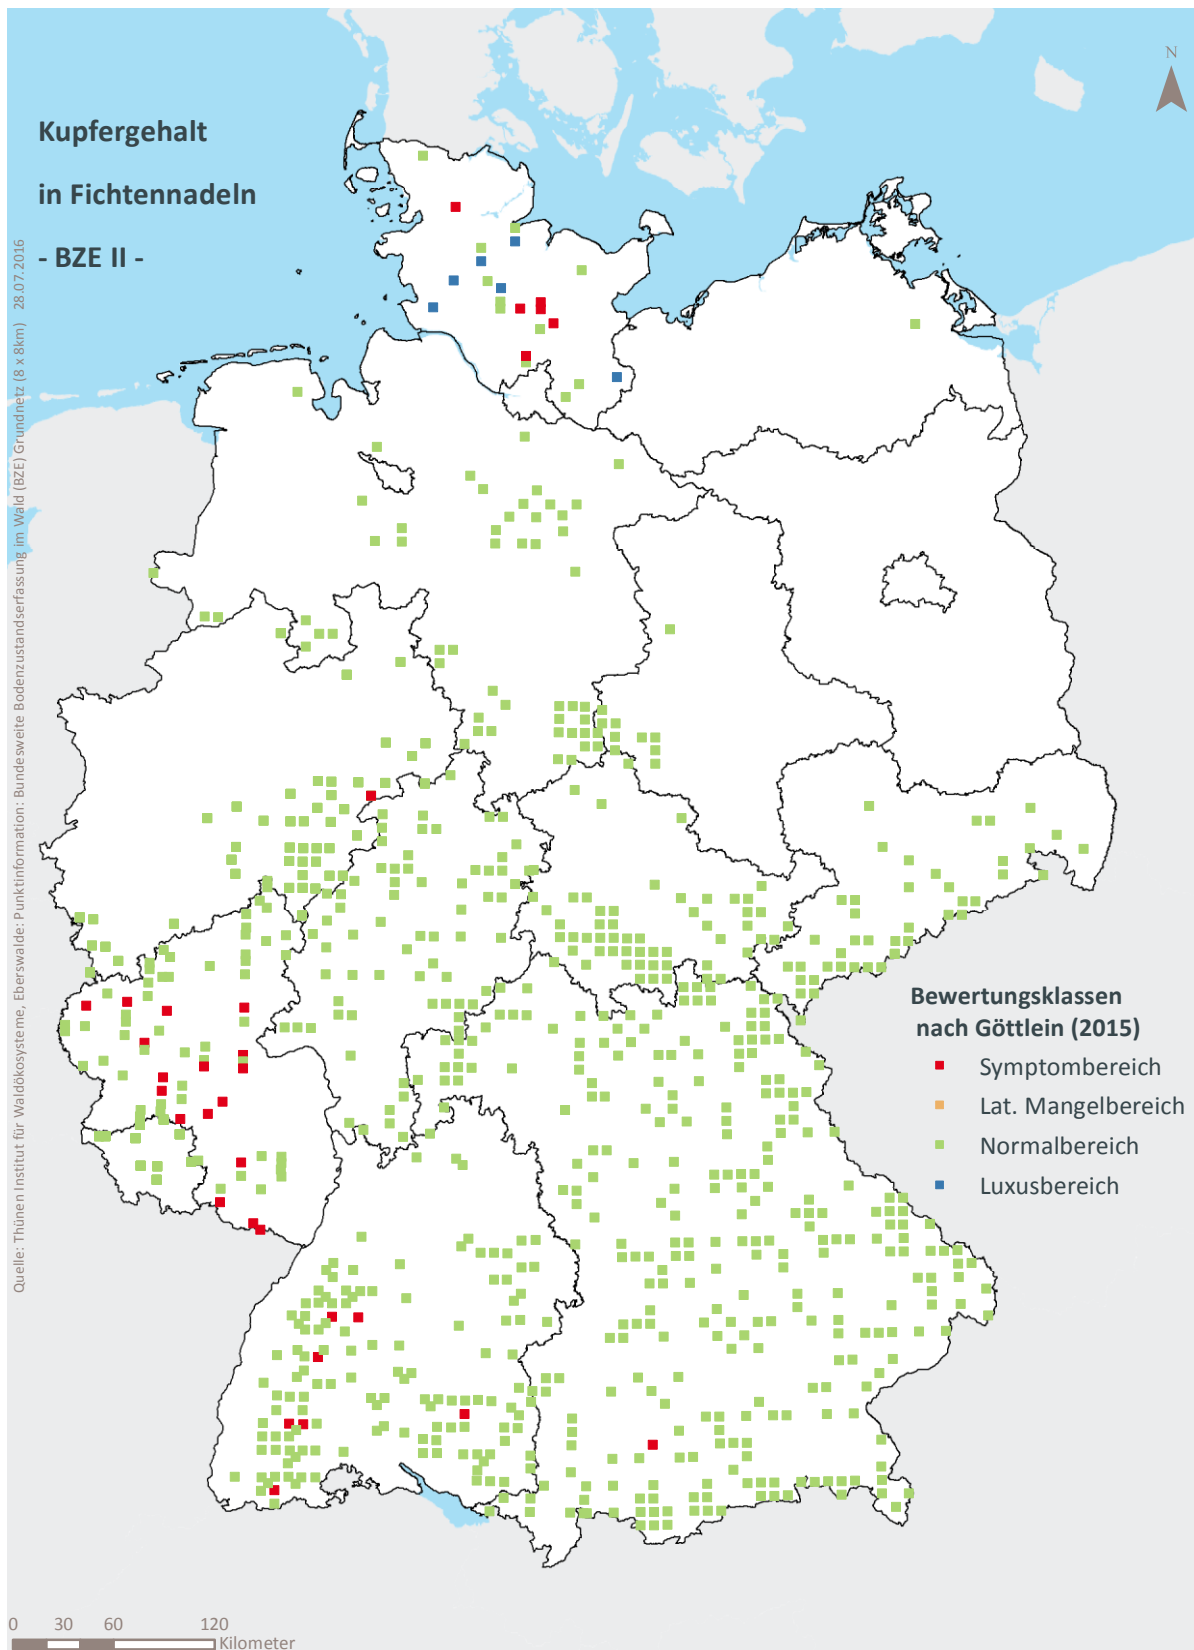 Kupfergehalt
in Fichtennadeln
- BZE II -
N
Quelle: Thünen Institut für Waldökosysteme, Eberswalde: Punktinformation: Bundesweite Bodenzustandserfassung im Wald (BZE) Grundnetz (8 x 8km) 28.07.2016
Bewertungsklassen
nach Göttlein (2015)
Symptombereich
Lat. Mangelbereich
Normalbereich
Luxusbereich
0 30 60 120
Kilometer